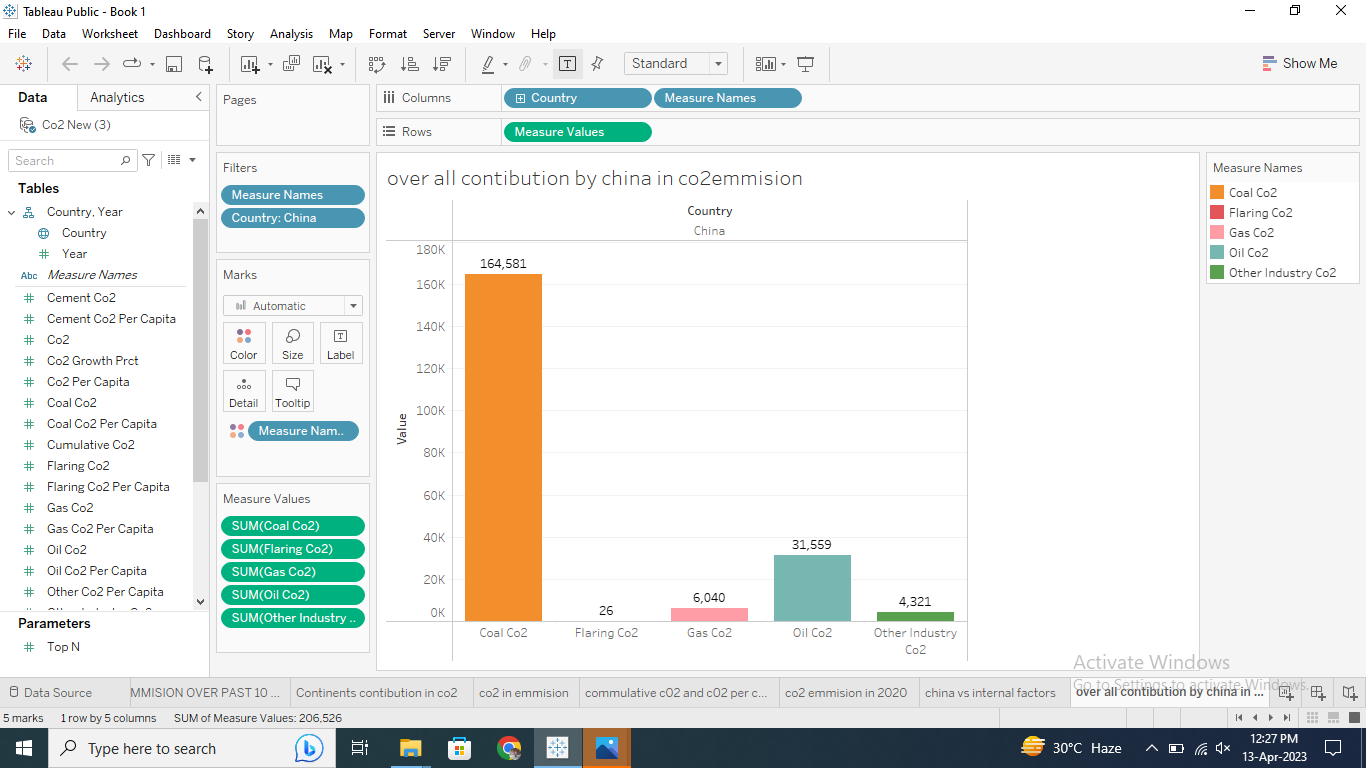 Tableau Public - Book 1
File Data Worksheet Dashboard Story Analysis Map Format Server Window Help
Standard
Show Me
Data Analytics
Co2 New (3)
Search
Tables
Country, Year
Country
Year
Abc Measure Names
Cement Co2
Cement Co2 Per Capita
Co2
Co2 Growth Prct
Co2 Per Capita
Coal Co2
Coal Co2 Per Capita
Cumulative Co2
Flaring Co2
Flaring Co2 Per Capita
Gas Co2
Gas Co2 Per Capita
Oil Co2
Oil Co2 Per Capita
Other Co2 Per Capita
Parameters
Top N
Pages
Filters
Measure Names
Country: China
Marks
Automatic
Color Size Label
Detail Tooltip
Measure Nam..
Measure Values
SUM(Coal Co2)
SUM(Flaring Co2)
SUM(Gas Co2)
SUM(Oil Co2)
SUM(Other Industry ..
Columns Country Measure Names
Rows Measure Values
over all contibution by china in co2emmision
Country
China
180K
160K
140K
120K
100K
80K
60K
40K
20K
0K
Value
164,581
26
6,040
31,559
4,321
Coal Co2 Flaring Co2 Gas Co2 Oil Co2 Other Industry
Co2
Measure Names
Coal Co2
Flaring Co2
Gas Co2
Oil Co2
Other Industry Co2
Activate Windows
Go to Settings to activate Windows.
Data Source MMISION OVER PAST 10 ... Continents contibution in co2 co2 in emmision commulative c02 and c02 per c... co2 emmision in 2020 china vs internal factors over all contibution by china in ...
5 marks 1 row by 5 columns SUM of Measure Values: 206,526
Type here to search
30°C Haze
12:27 PM
13-Apr-2023